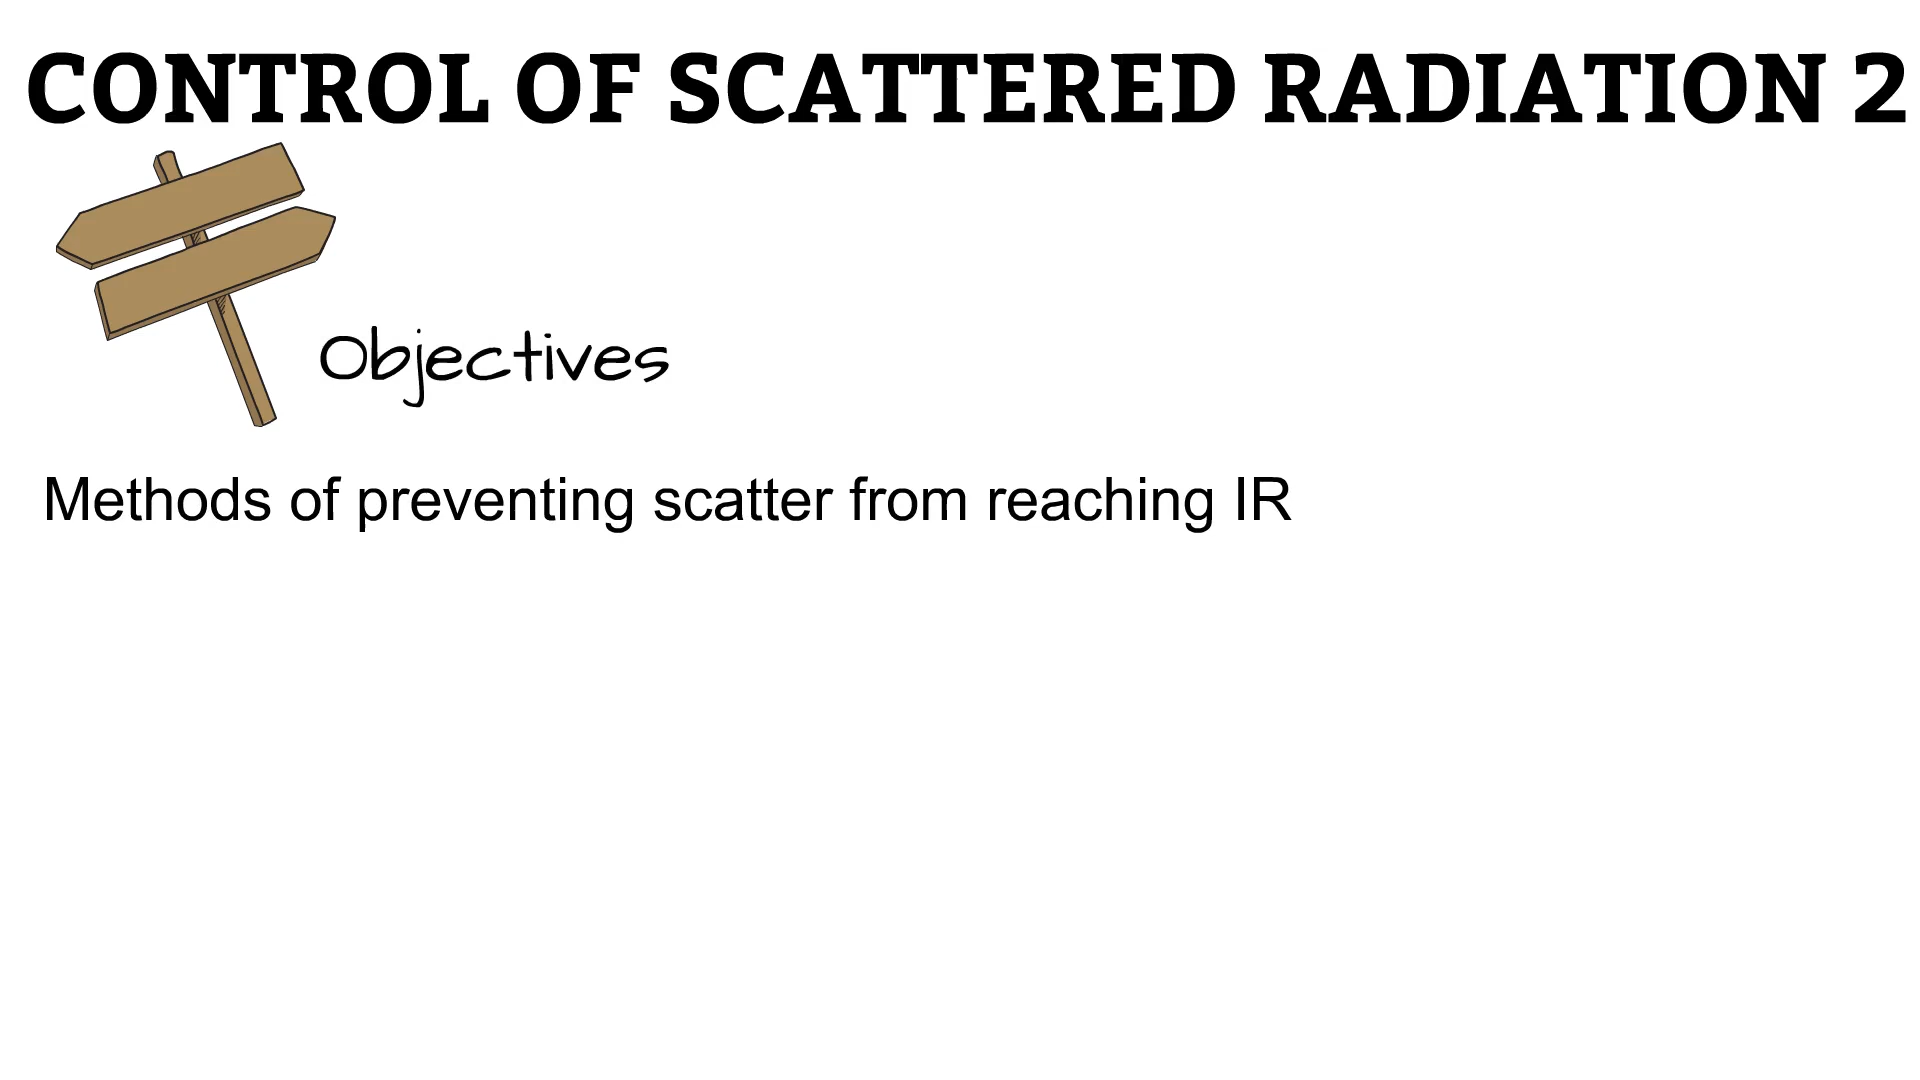 CONTROL OF SCATTERED RADIATION 2
Objectives
Methods of preventing scatter from reaching IR